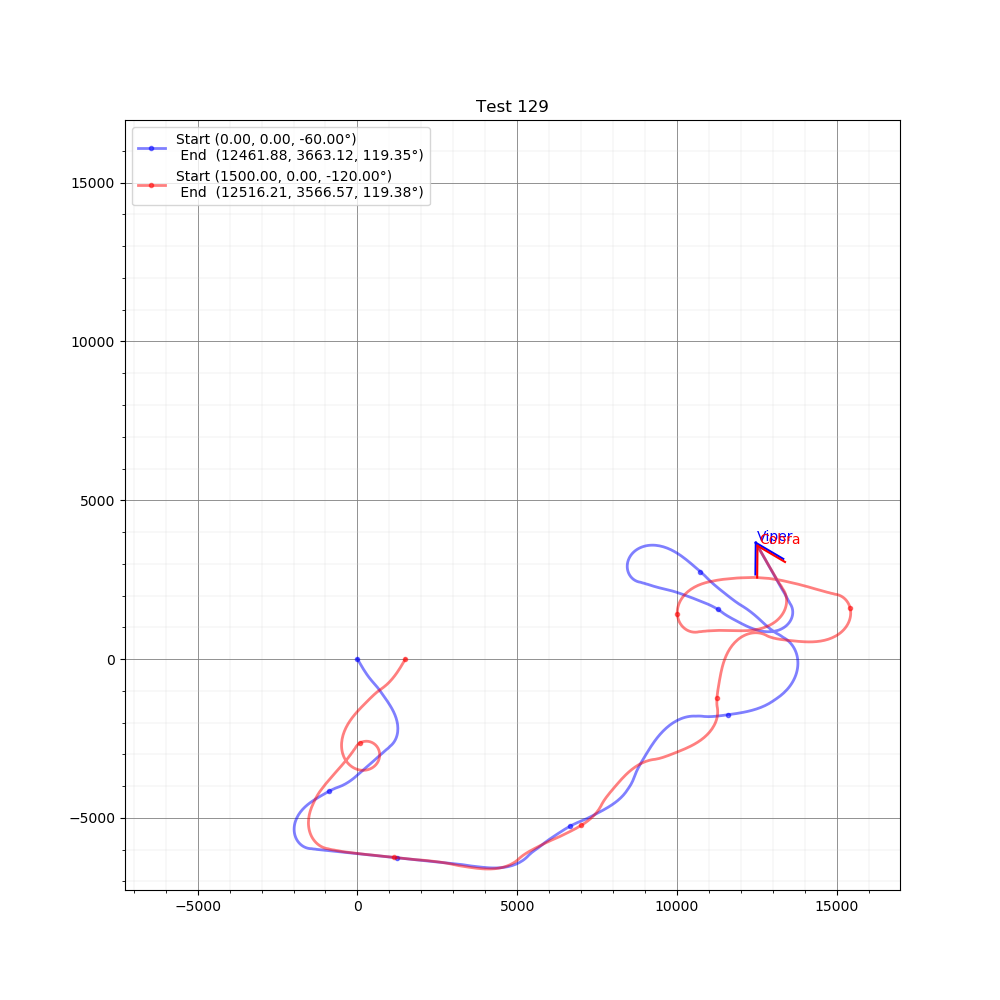 Test 129
Start (0.00, 0.00, -60.00°)
End  (12461.88, 3663.12, 119.35°)
Start (1500.00, 0.00, -120.00°)
End  (12516.21, 3566.57, 119.38°)
15000
10000
5000
Viper
Cobra
0
−5000
−5000
0
5000
10000
15000